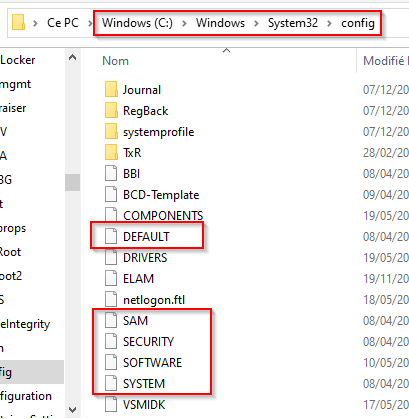 Ce PC > Windows (C:) > Windows > System32 > config
Nom Modifié
Locker
mgmt
raiser
V
A
BG
T
props
Root
Root2
s
eIntegrity
n
fig
figuration
Journal 07/12/20
RegBack 07/12/20
systemprofile 07/12/20
TxR 28/02/20
BBI 08/04/20
BCD-Template 09/04/20
COMPONENTS 19/05/20
DEFAULT 08/04/20
DRIVERS 19/05/20
ELAM 19/11/20
netlogon.ftl 18/05/20
SAM 08/04/20
SECURITY 08/04/20
SOFTWARE 10/05/20
SYSTEM 08/04/20
VSMIDK 17/05/20